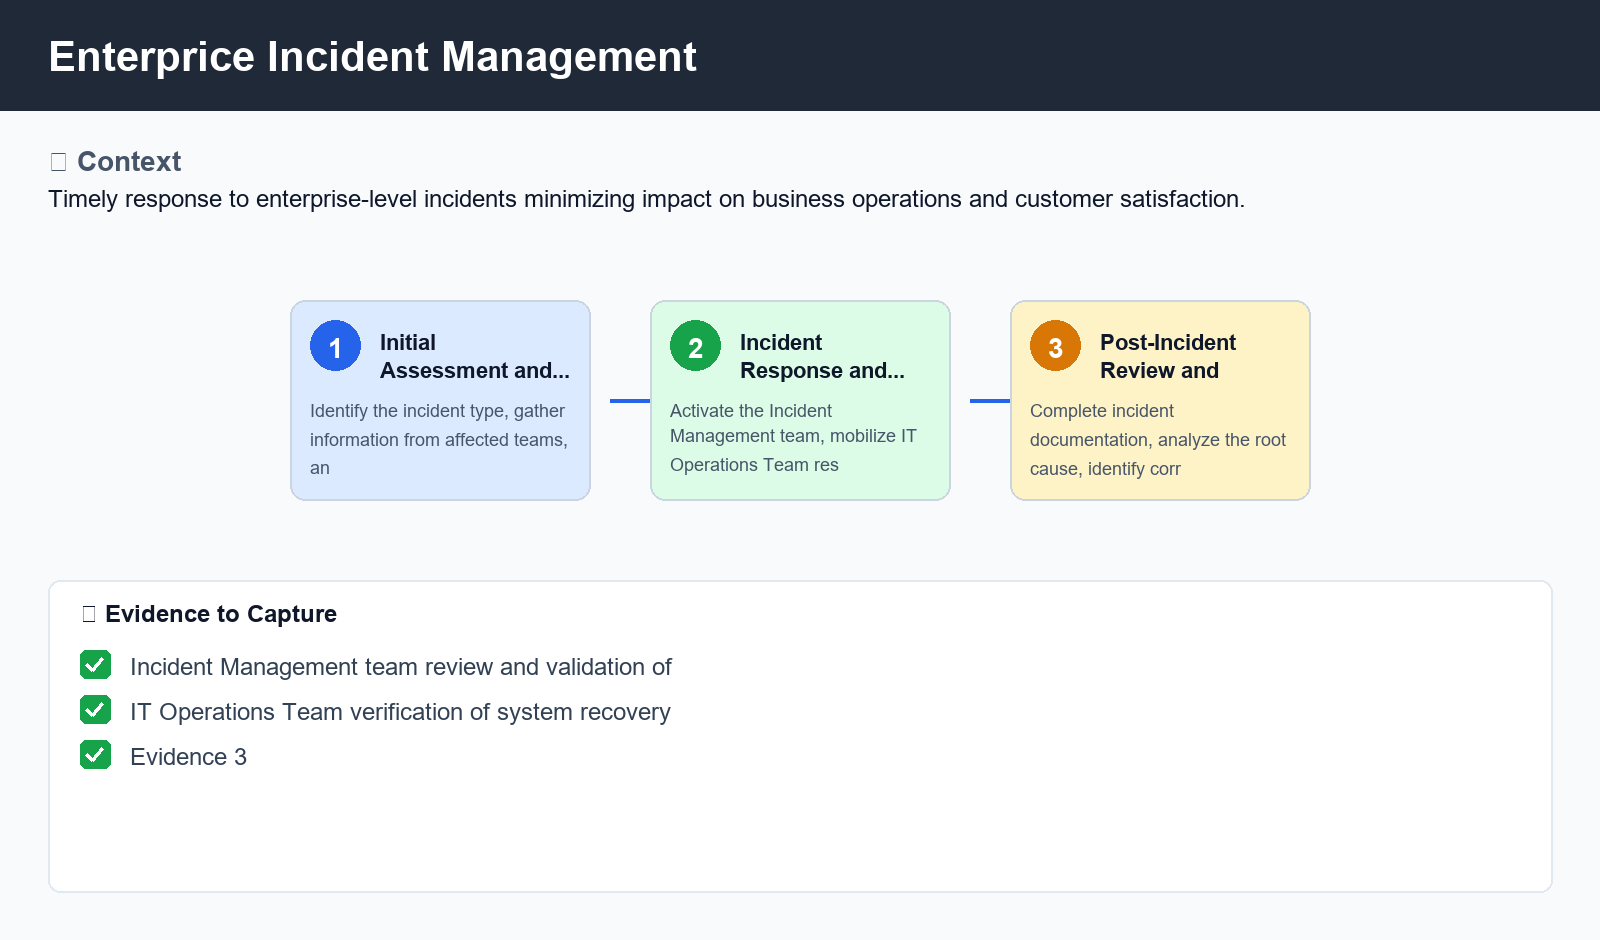 Enterprice Incident Management
Context
Timely response to enterprise-level incidents minimizing impact on business operations and customer satisfaction.
1
Initial
Assessment and...
Identify the incident type, gather
information from affected teams,
an
2
Incident
Response and...
Activate the Incident
Management team, mobilize IT
Operations Team res
3
Post-Incident
Review and
Complete incident
documentation, analyze the root
cause, identify corr
Evidence to Capture
Incident Management team review and validation of
IT Operations Team verification of system recovery
Evidence 3